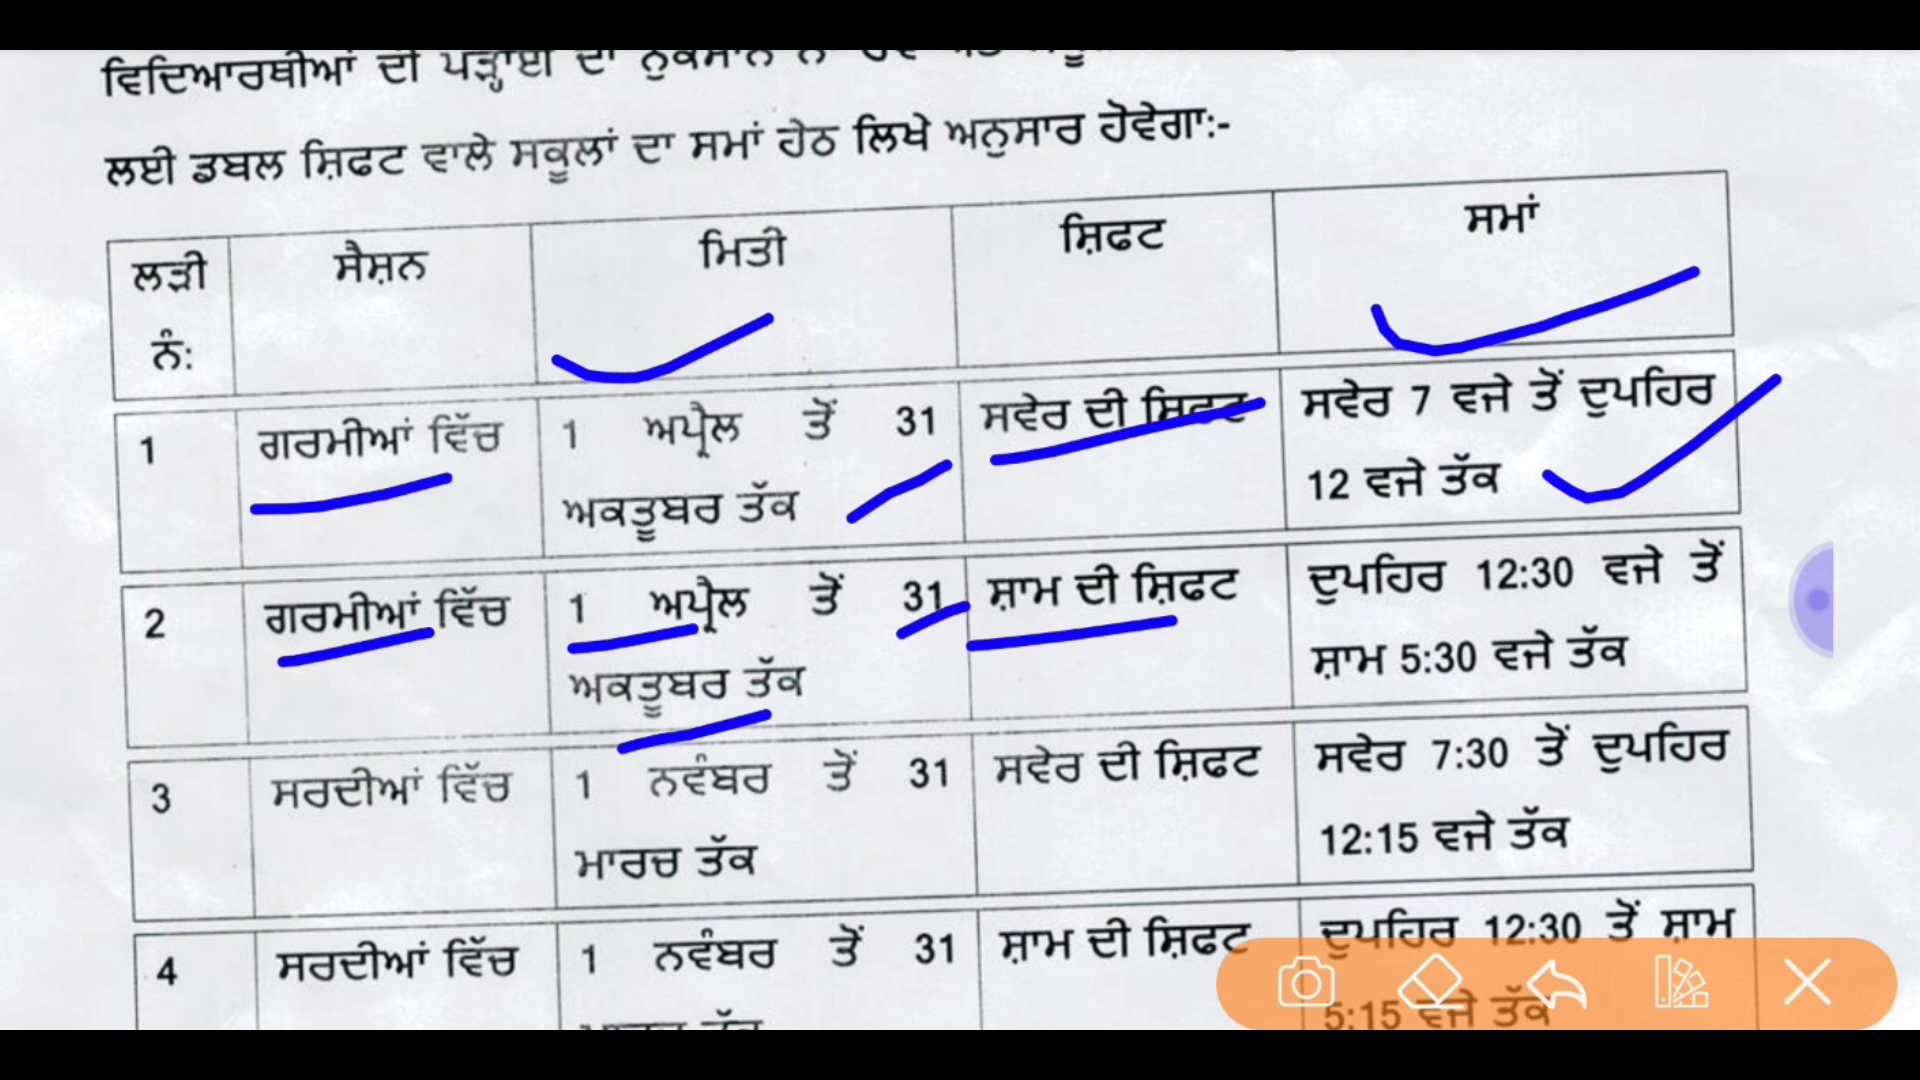 ਵਿਦਿਆਰਥੀਆਂ ਦੀ ਪੜ੍ਹਾਈ ਦਾ ਨੁਕਸਾਨ ਨਾ
ਲਈ ਡਬਲ ਸ਼ਿਫਟ ਵਾਲੇ ਸਕੂਲਾਂ ਦਾ ਸਮਾਂ ਹੇਠ ਲਿਖੇ ਅਨੁਸਾਰ ਹੋਵੇਗਾ:-
ਲੜੀ ਨੰ: ਸੈਸ਼ਨ ਮਿਤੀ ਸ਼ਿਫਟ ਸਮਾਂ
1 ਗਰਮੀਆਂ ਵਿੱਚ 1 ਅਪ੍ਰੈਲ ਤੋਂ 31 ਸਵੇਰ ਦੀ ਸ਼ਿਫਟ ਸਵੇਰ 7 ਵਜੇ ਤੋਂ ਦੁਪਹਿਰ
ਅਕਤੂਬਰ ਤੱਕ 12 ਵਜੇ ਤੱਕ
2 ਗਰਮੀਆਂ ਵਿੱਚ 1 ਅਪ੍ਰੈਲ ਤੋਂ 31 ਸ਼ਾਮ ਦੀ ਸ਼ਿਫਟ ਦੁਪਹਿਰ 12:30 ਵਜੇ ਤੋਂ
ਅਕਤੂਬਰ ਤੱਕ ਸ਼ਾਮ 5:30 ਵਜੇ ਤੱਕ
3 ਸਰਦੀਆਂ ਵਿੱਚ 1 ਨਵੰਬਰ ਤੋਂ 31 ਸਵੇਰ ਦੀ ਸ਼ਿਫਟ ਸਵੇਰ 7:30 ਤੋਂ ਦੁਪਹਿਰ
ਮਾਰਚ ਤੱਕ 12:15 ਵਜੇ ਤੱਕ
4 ਸਰਦੀਆਂ ਵਿੱਚ 1 ਨਵੰਬਰ ਤੋਂ 31 ਸ਼ਾਮ ਦੀ ਸ਼ਿਫਟ ਦੁਪਹਿਰ 12:30 ਤੋਂ ਸ਼ਾਮ
5:15 ਵਜੇ ਤੱਕ